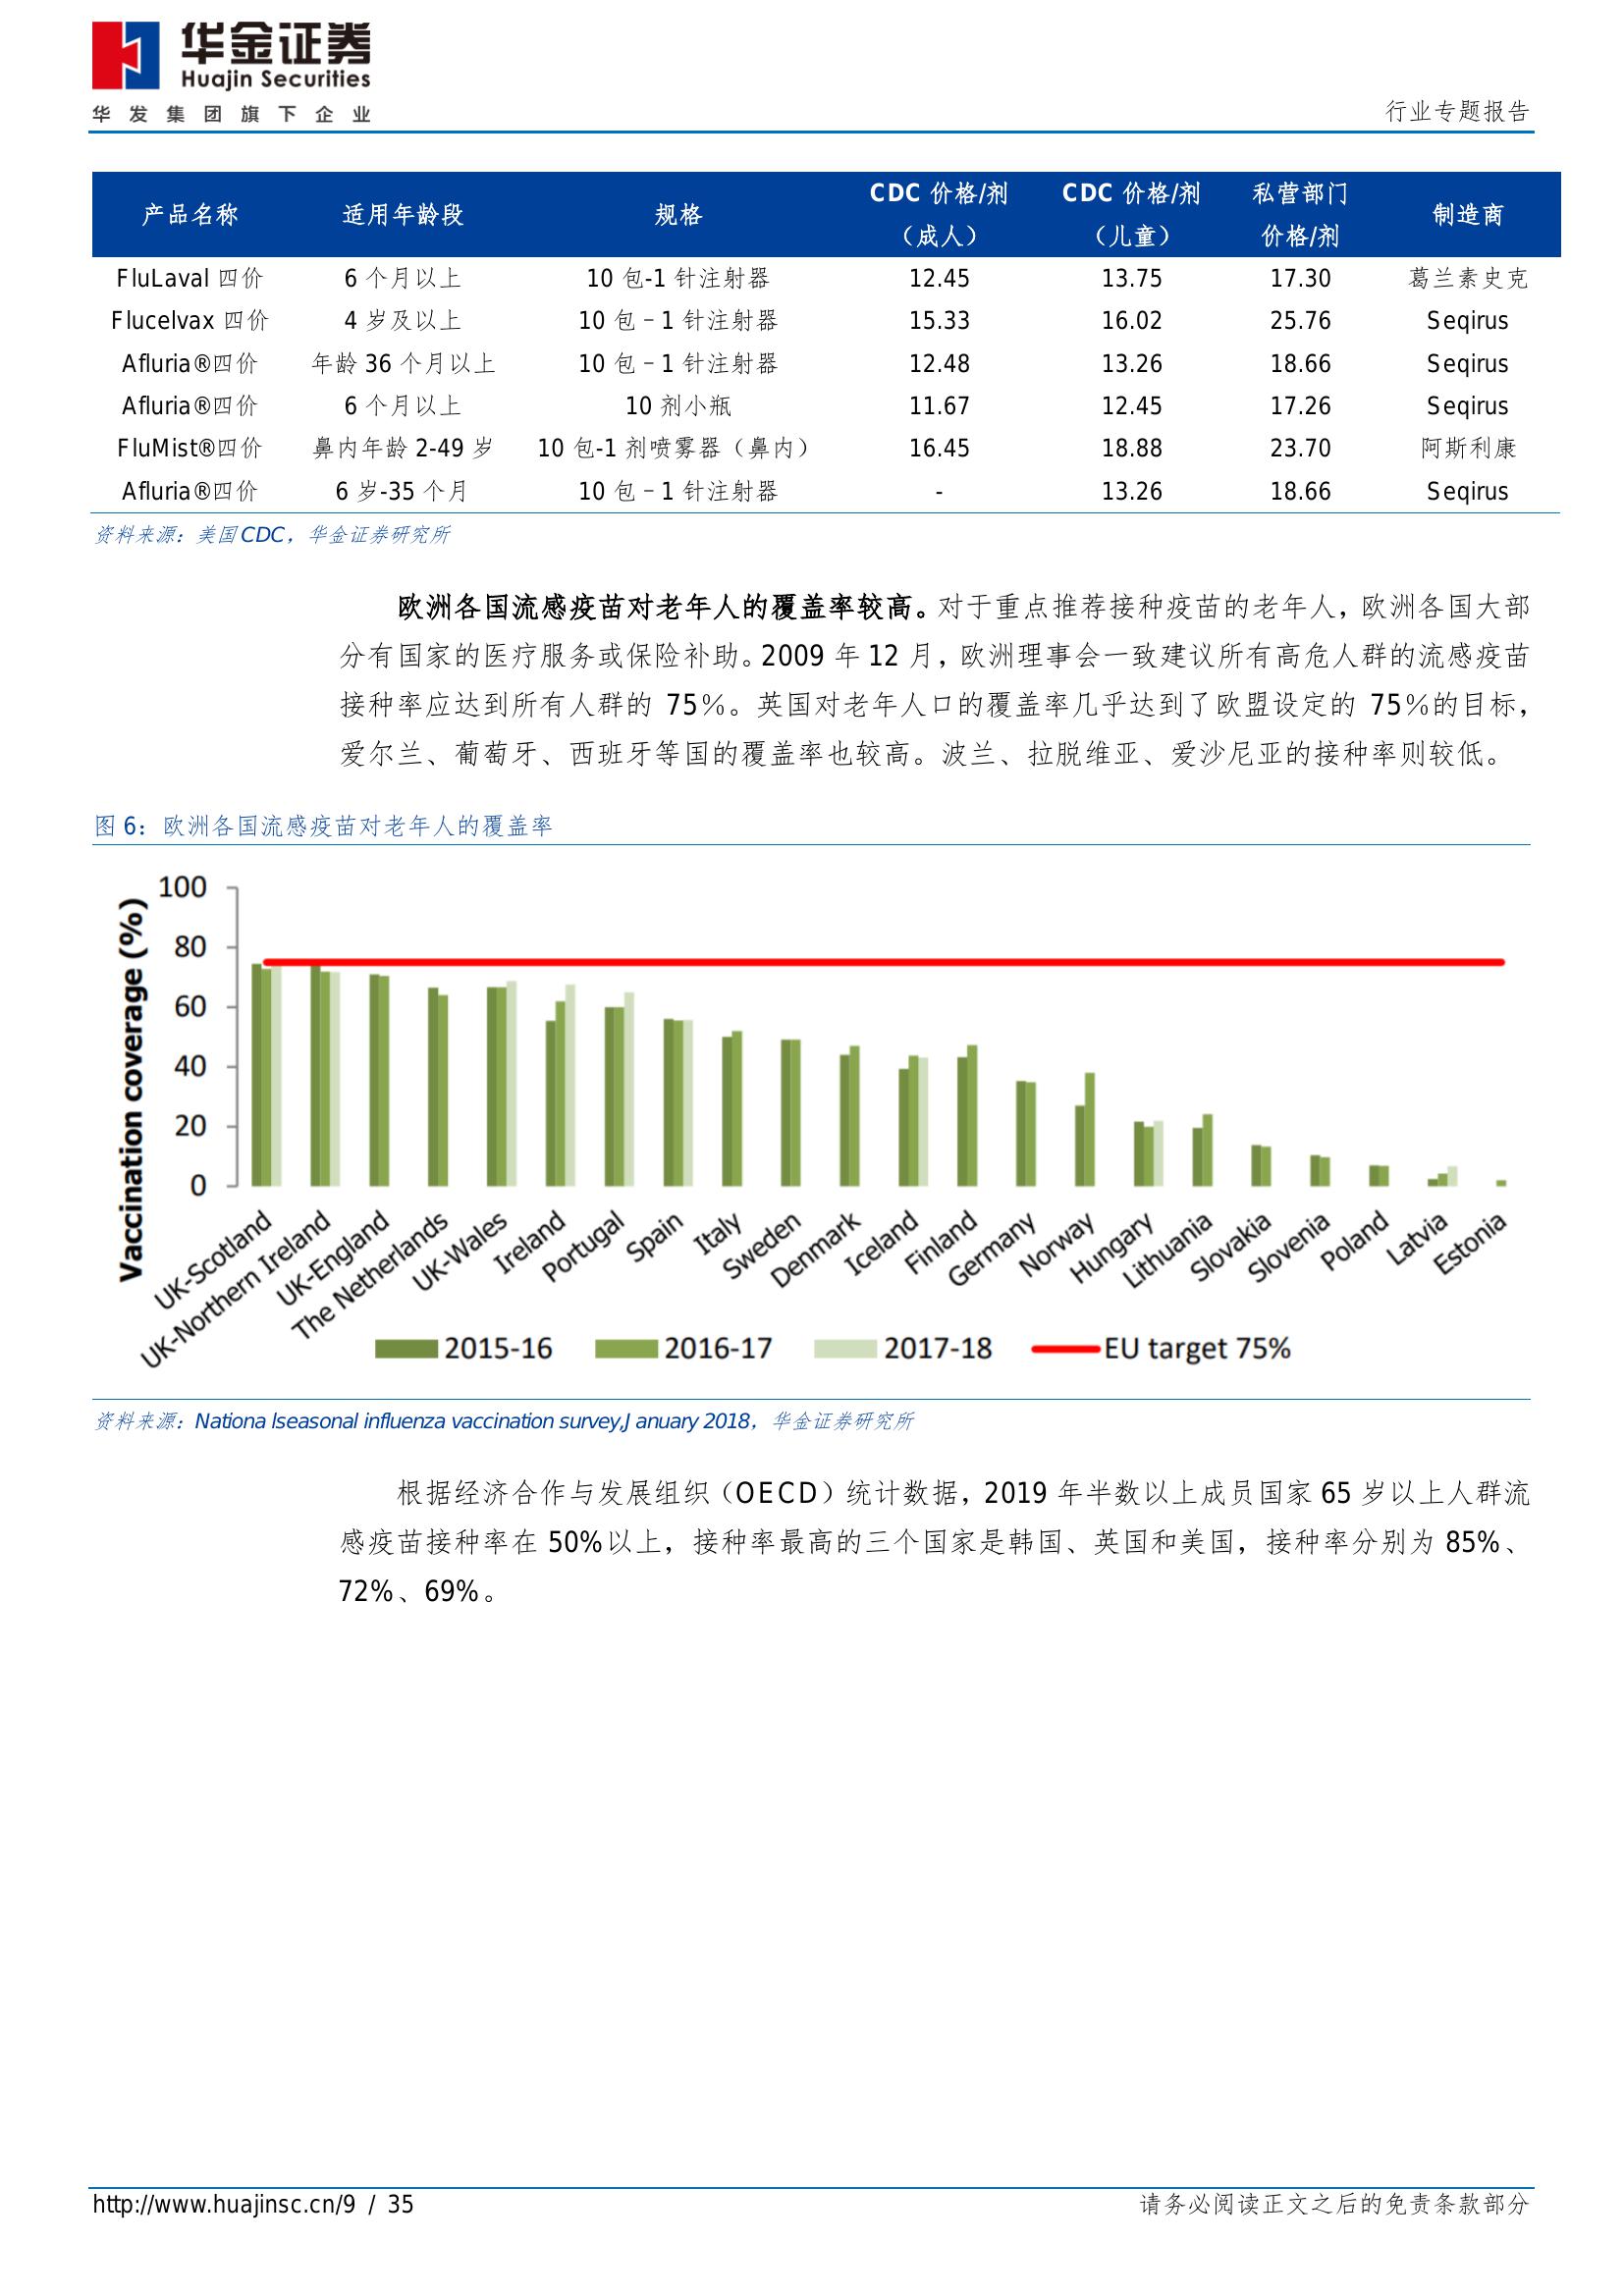 华金证券
Huajin Securities
华发集团旗下企业
行业专题报告
产品名称 适用年龄段 规格 CDC 价格/剂（成人） CDC 价格/剂（儿童） 私营部门价格/剂 制造商
FluLaval 四价 6 个月以上 10 包-1 针注射器 12.45 13.75 17.30 葛兰素史克
Flucelvax 四价 4 岁及以上 10 包–1 针注射器 15.33 16.02 25.76 Seqirus
Afluria®四价 年龄 36 个月以上 10 包–1 针注射器 12.48 13.26 18.66 Seqirus
Afluria®四价 6 个月以上 10 剂小瓶 11.67 12.45 17.26 Seqirus
FluMist®四价 鼻内年龄 2-49 岁 10 包-1 剂喷雾器（鼻内） 16.45 18.88 23.70 阿斯利康
Afluria®四价 6 岁-35 个月 10 包–1 针注射器 - 13.26 18.66 Seqirus
资料来源：美国 CDC，华金证券研究所
欧洲各国流感疫苗对老年人的覆盖率较高。对于重点推荐接种疫苗的老年人，欧洲各国大部
分有国家的医疗服务或保险补助。2009 年 12 月，欧洲理事会一致建议所有高危人群的流感疫苗
接种率应达到所有人群的 75％。英国对老年人口的覆盖率几乎达到了欧盟设定的 75％的目标，
爱尔兰、葡萄牙、西班牙等国的覆盖率也较高。波兰、拉脱维亚、爱沙尼亚的接种率则较低。
图 6：欧洲各国流感疫苗对老年人的覆盖率
Vaccination coverage (%)
100
80
60
40
20
0
UK-Scotland
UK-Northern Ireland
UK-England
The Netherlands
UK-Wales
Ireland
Portugal
Spain
Italy
Sweden
Denmark
Iceland
Finland
Germany
Norway
Hungary
Lithuania
Slovakia
Slovenia
Poland
Latvia
Estonia
2015-16 2016-17 2017-18 EU target 75%
资料来源：Nationa lseasonal influenza vaccination survey,January 2018，华金证券研究所
根据经济合作与发展组织（OECD）统计数据，2019 年半数以上成员国家 65 岁以上人群流
感疫苗接种率在 50%以上，接种率最高的三个国家是韩国、英国和美国，接种率分别为 85%、
72%、69%。
http://www.huajinsc.cn/9 / 35
请务必阅读正文之后的免责条款部分